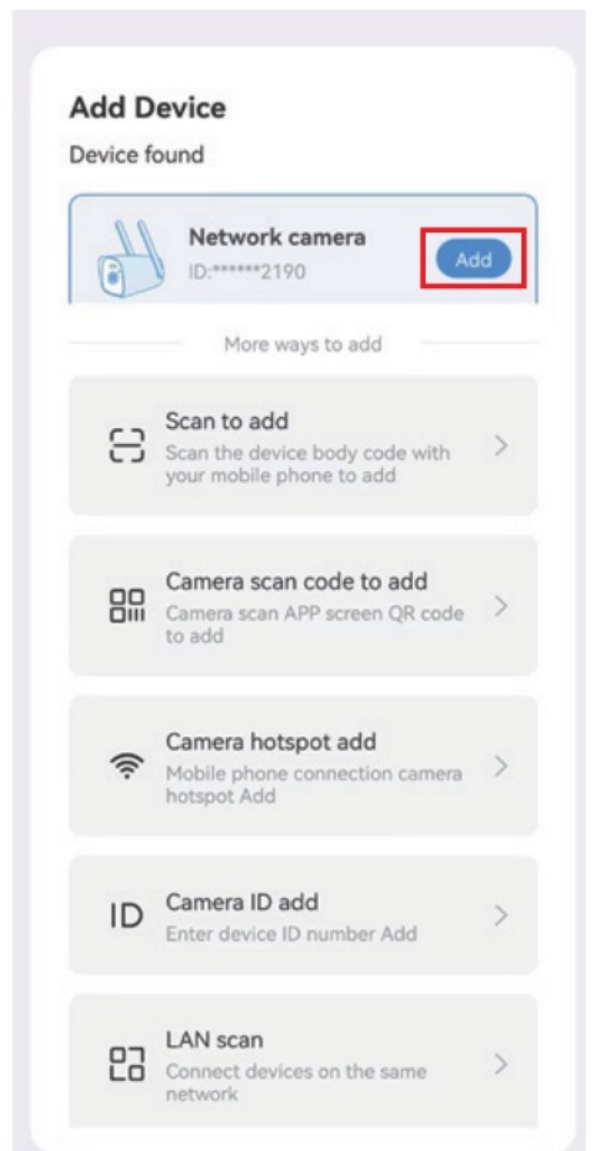 Add Device
Device found
Network camera
ID:******2190
Add
More ways to add
Scan to add
Scan the device body code with
your mobile phone to add
Camera scan code to add
Camera scan APP screen QR code
to add
Camera hotspot add
Mobile phone connection camera
hotspot Add
ID
Camera ID add
Enter device ID number Add
LAN scan
Connect devices on the same
network